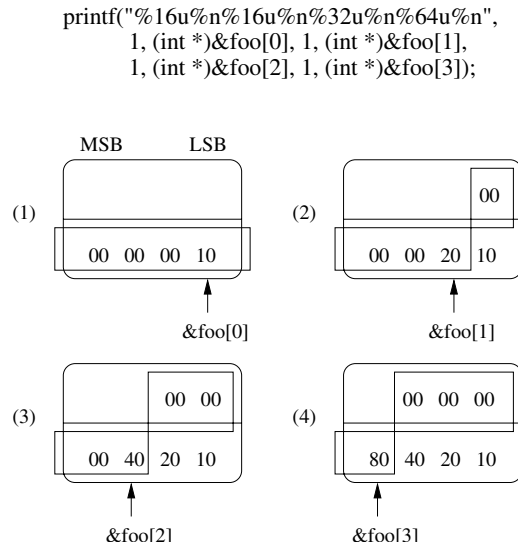 printf("%16u%n%16u%n%32u%n%64u%n",
1, (int *)&foo[0], 1, (int *)&foo[1],
1, (int *)&foo[2], 1, (int *)&foo[3]);
MSB LSB
(1)
00 00 00 10
&foo[0]
(2)
00
00 00 20 10
&foo[1]
(3)
00 00
00 40 20 10
&foo[2]
(4)
00 00 00
80 40 20 10
&foo[3]